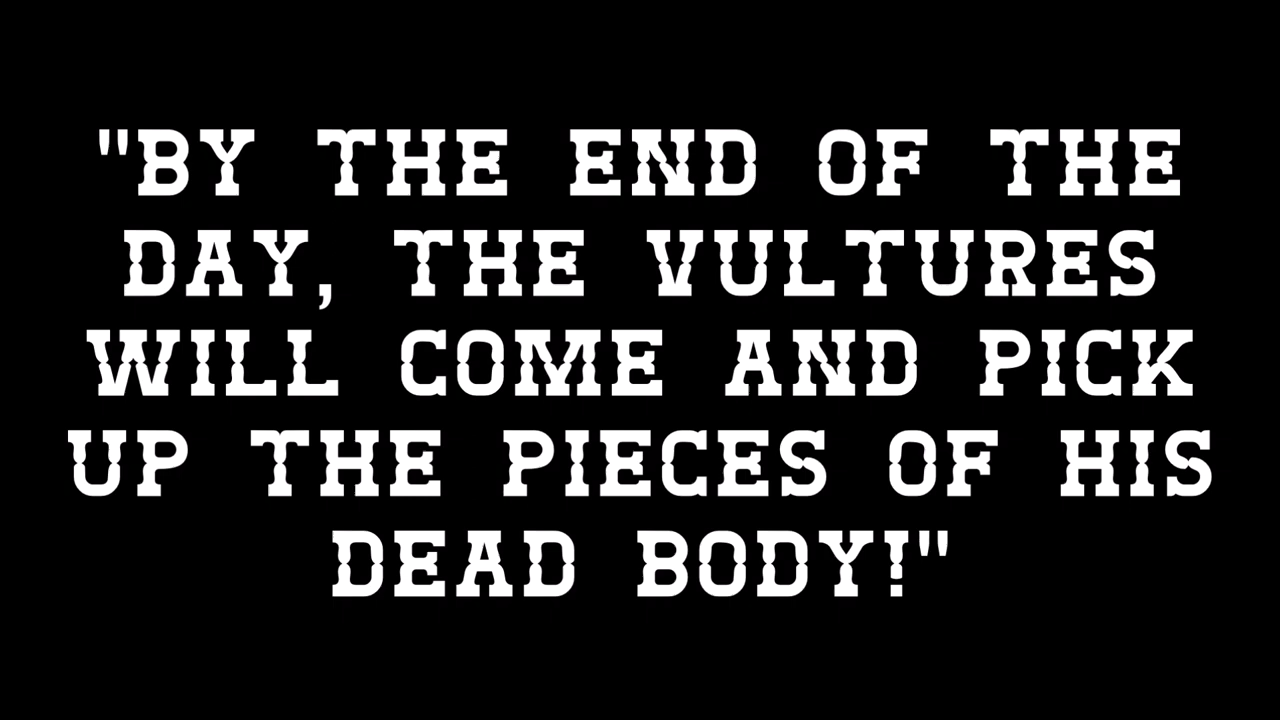 "BY THE END OF THE
DAY, THE VULTURES
WILL COME AND PICK
UP THE PIECES OF HIS
DEAD BODY!"